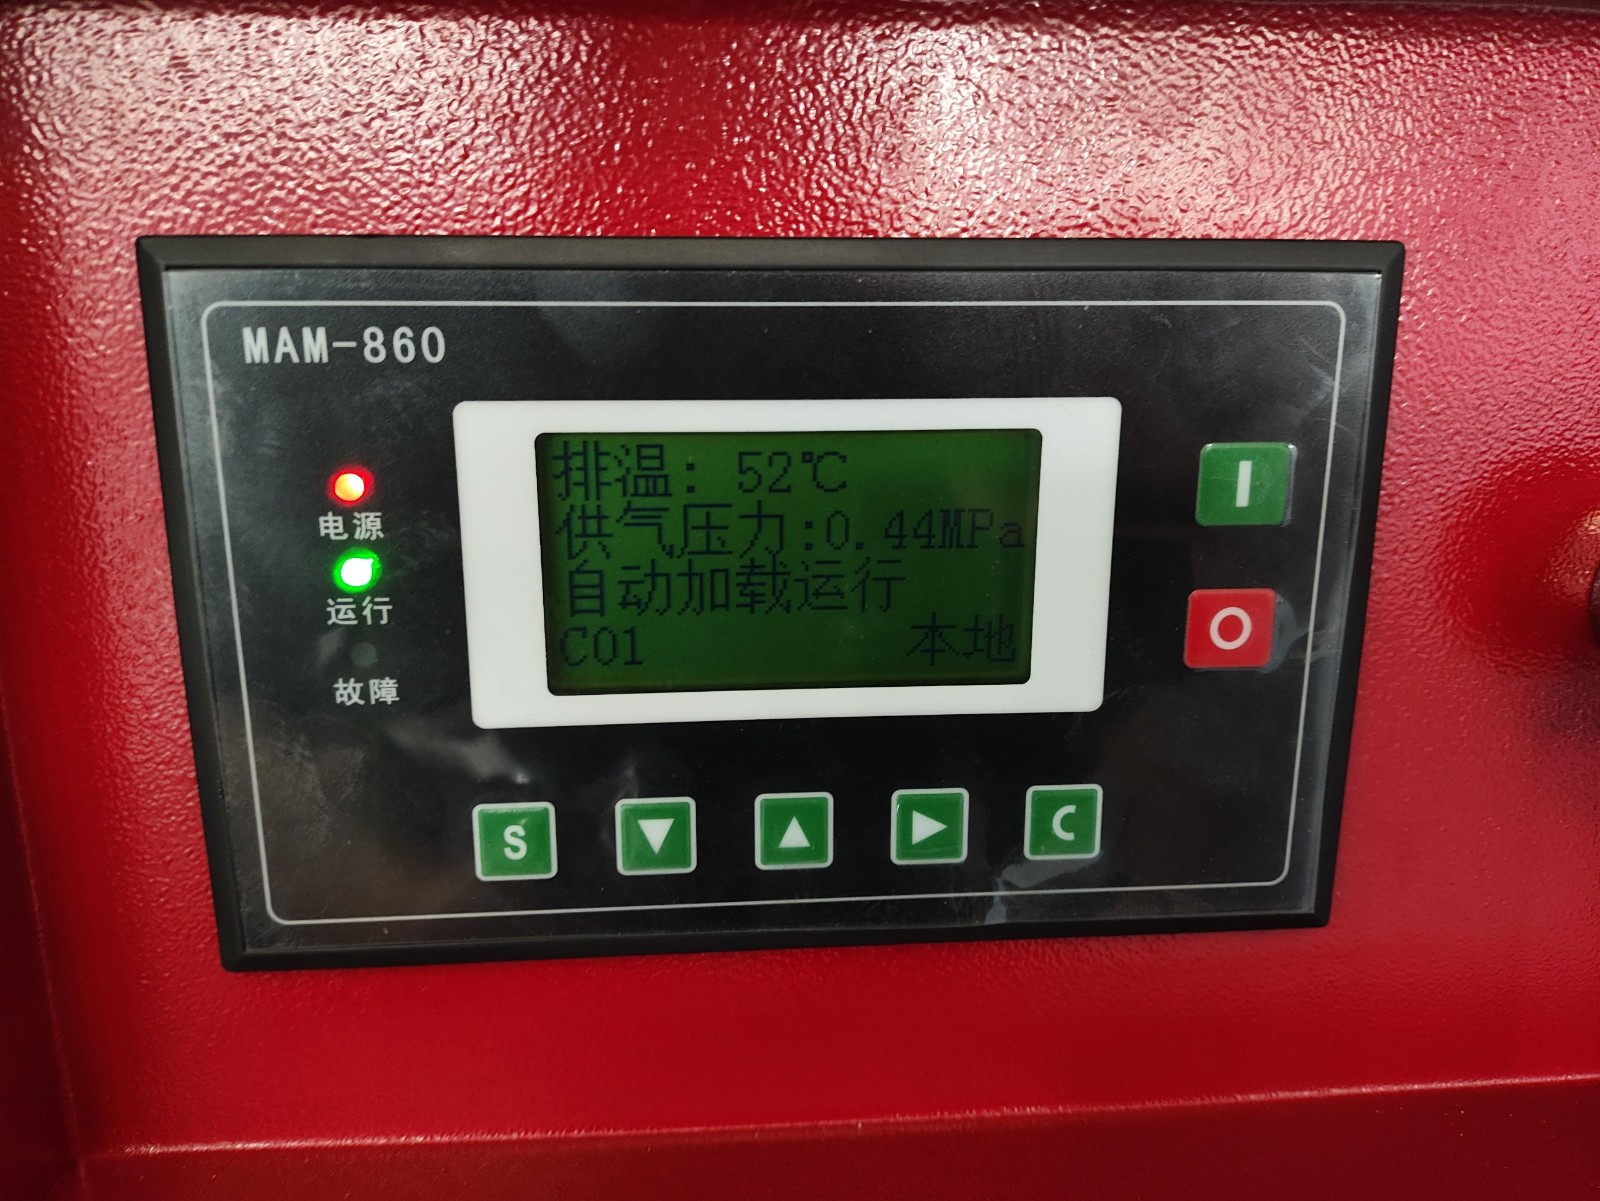 MAM-860
电源
运行
故障
排温: 52℃
供气压力:0.44MPa
自动加载运行
C01 本地
I
O
S ▼ ▲ ▶ C